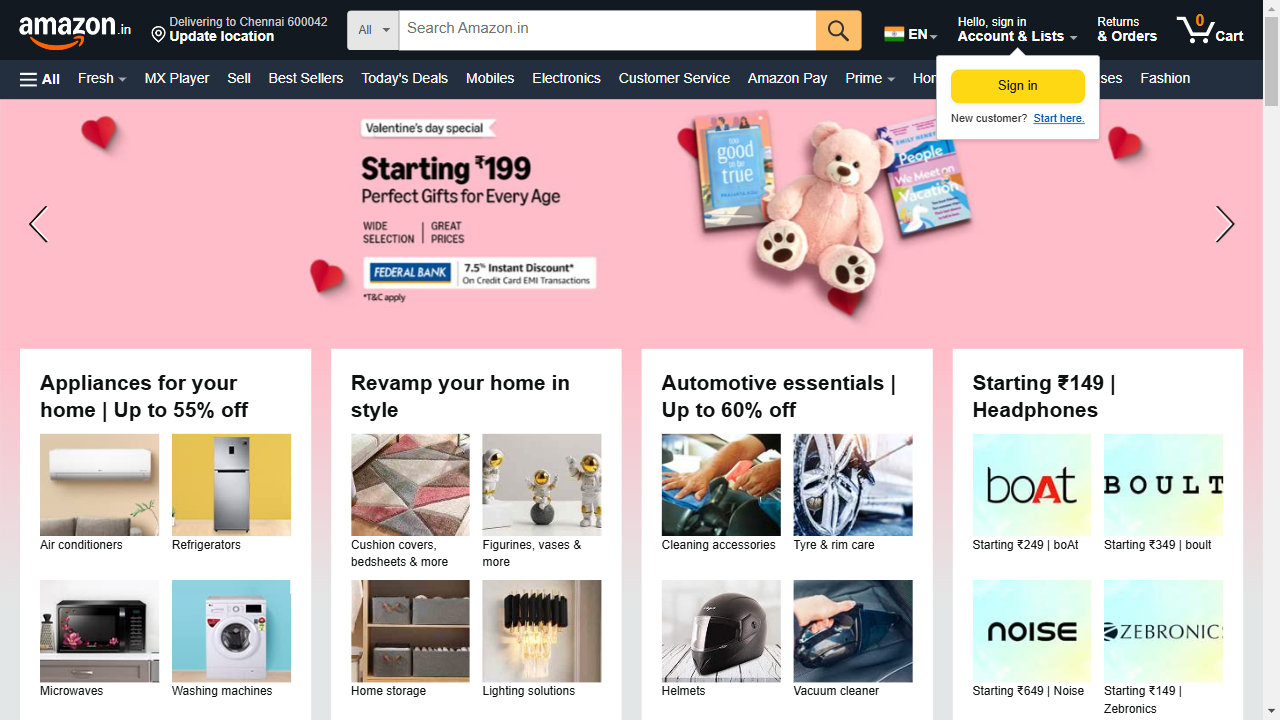 amazon.in
Delivering to Chennai 600042
Update location
All
Search Amazon.in
EN
Hello, sign in
Account & Lists
Returns
& Orders
0
Cart
All
Fresh
MX Player
Sell
Best Sellers
Today's Deals
Mobiles
Electronics
Customer Service
Amazon Pay
Prime
Fashion
Sign in
New customer? Start here.
Valentine's day special
Starting ₹199
Perfect Gifts for Every Age
WIDE
SELECTION
GREAT
PRICES
FEDERAL BANK
7.5% Instant Discount*
On Credit Card EMI Transactions
*T&C apply
too
good
to be
true
EMILY HENRY
People
We Meet on
Vacation
Appliances for your
home | Up to 55% off
Air conditioners
Refrigerators
Microwaves
Washing machines
Revamp your home in
style
Cushion covers,
bedsheets & more
Figurines, vases &
more
Home storage
Lighting solutions
Automotive essentials |
Up to 60% off
Cleaning accessories
Tyre & rim care
Helmets
Vacuum cleaner
Starting ₹149 |
Headphones
boAt
BOULT
Starting ₹249 | boAt
Starting ₹349 | boult
noise
ZEBRONIC
Starting ₹649 | Noise
Starting ₹149 |
Zebronics